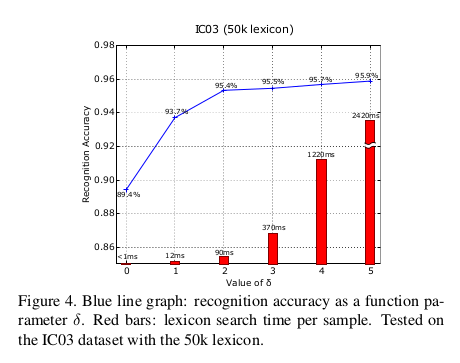 IC03 (50k lexicon)
0.98
0.96
0.94
0.92
0.90
0.88
0.86
Recognition Accuracy
89.4%
93.7%
95.4%
95.5%
95.7%
95.9%
<1ms
12ms
90ms
370ms
1220ms
2420ms
0 1 2 3 4 5
Value of δ
Figure 4. Blue line graph: recognition accuracy as a function pa-
rameter δ. Red bars: lexicon search time per sample. Tested on
the IC03 dataset with the 50k lexicon.